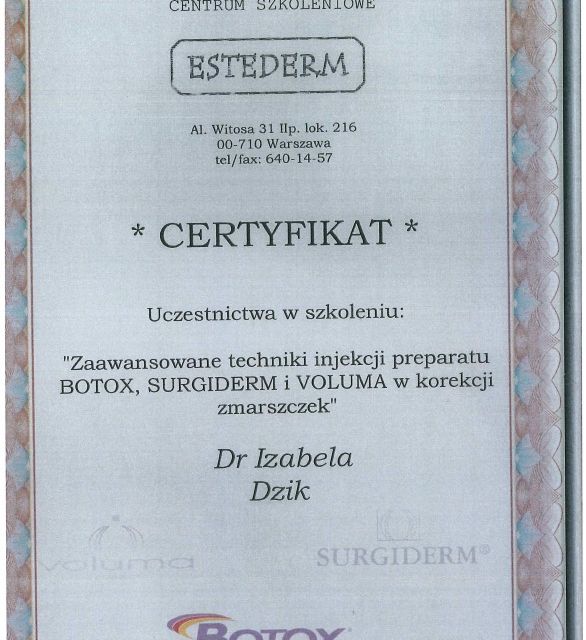 CENTRUM SZKOLENIOWE
ESTEDERM
Al. Witosa 31 IIp. lok. 216
00-710 Warszawa
tel/fax: 640-14-57
* CERTYFIKAT *
Uczestnictwa w szkoleniu:
"Zaawansowane techniki injekcji preparatu
BOTOX, SURGIDERM i VOLUMA w korekcji
zmarszczek"
Dr Izabela
Dzik
voluma
SURGIDERM®
BOTOX